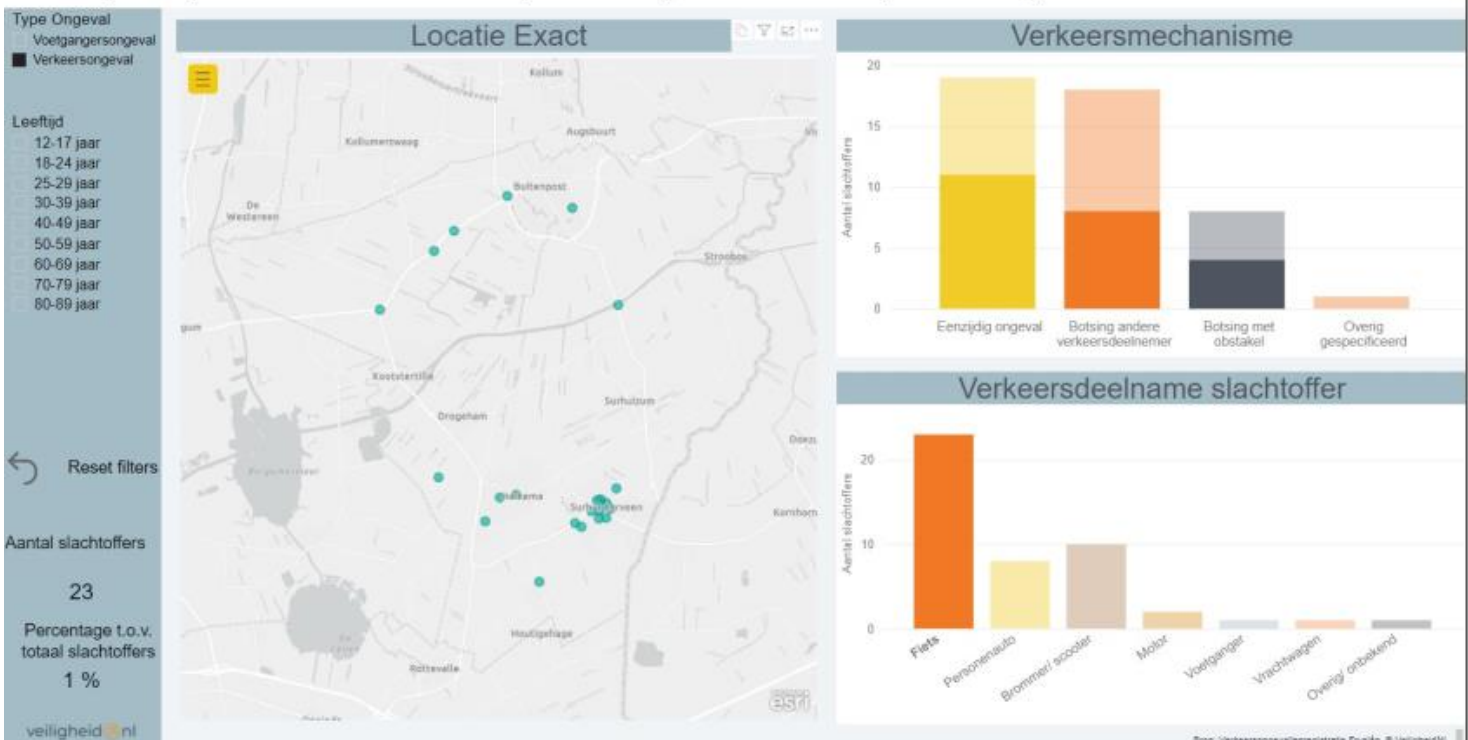 Type Ongeval
Voetgangersongeval
Verkeersongeval
Leeftijd
12-17 jaar
18-24 jaar
25-29 jaar
30-39 jaar
40-49 jaar
50-59 jaar
60-69 jaar
70-79 jaar
80-89 jaar
Reset filters
Aantal slachtoffers
23
Percentage t.o.v.
totaal slachtoffers
1 %
veiligheid nl
Locatie Exact
Kollum
Augsbuurt
Kollumerzwaag
Buitenpost
De
Westereen
Stroobos
gum
Kootstertille
Surhuizum
Drogeham
Surhuisterveen
Kornhorn
Houtigehage
Rottevalle
esri
Verkeersmechanisme
Aantal slachtoffers
20
15
10
5
0
Eenzijdig ongeval
Botsing andere
verkeersdeelnemer
Botsing met
obstakel
Overig
gespecificeerd
Verkeersdeelname slachtoffer
Aantal slachtoffers
20
10
0
Fiets
Personenauto
Brommer/ scooter
Motor
Voetganger
Vrachtwagen
Overig/ onbekend